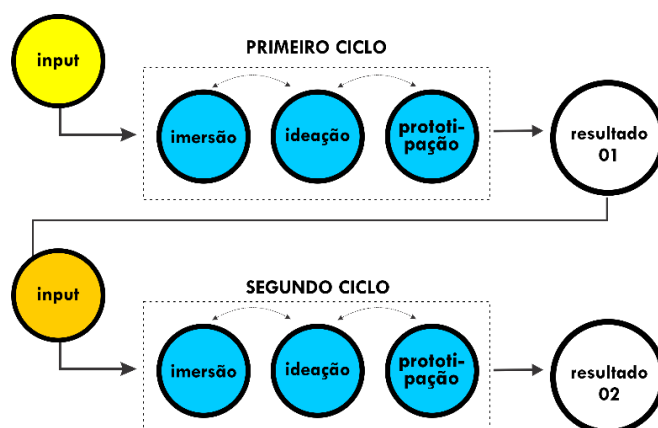 PRIMEIRO CICLO
input
imersão
ideação
prototi-
pação
resultado
01
SEGUNDO CICLO
input
imersão
ideação
prototi-
pação
resultado
02